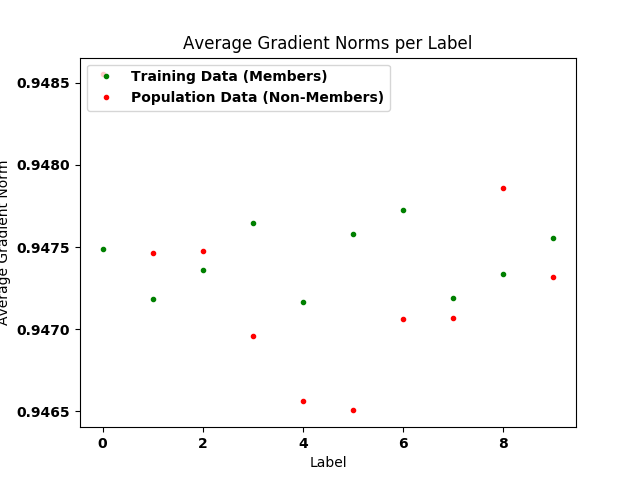 Average Gradient Norms per Label
Training Data (Members)
Population Data (Non-Members)
Average Gradient Norm
0.9485
0.9480
0.9475
0.9470
0.9465
0
2
4
6
8
Label